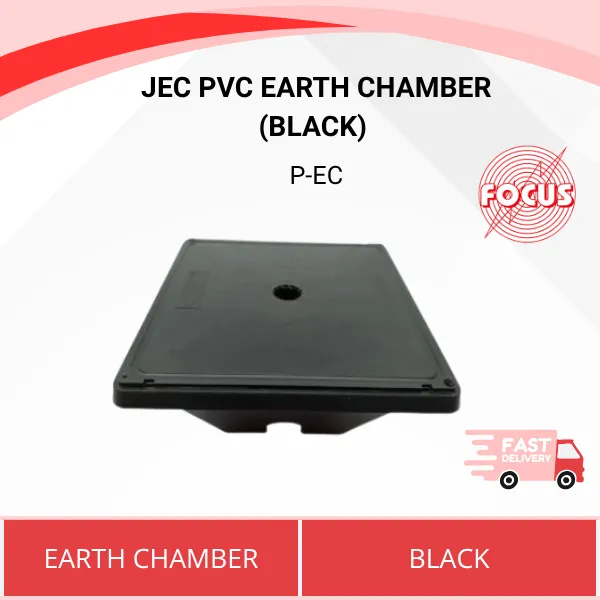 JEC PVC EARTH CHAMBER
(BLACK)
P-EC
FOCUS
FAST
DELIVERY
EARTH CHAMBER
BLACK